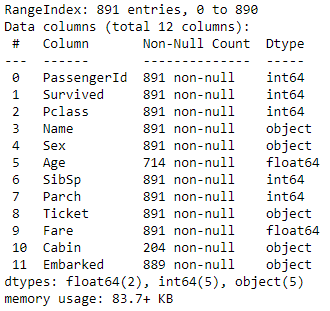 RangeIndex: 891 entries, 0 to 890
Data columns (total 12 columns):
 #   Column       Non-Null Count  Dtype
---  ------       --------------  -----
 0   PassengerId  891 non-null    int64
 1   Survived     891 non-null    int64
 2   Pclass       891 non-null    int64
 3   Name         891 non-null    object
 4   Sex          891 non-null    object
 5   Age          714 non-null    float64
 6   SibSp        891 non-null    int64
 7   Parch        891 non-null    int64
 8   Ticket       891 non-null    object
 9   Fare         891 non-null    float64
 10  Cabin        204 non-null    object
 11  Embarked     889 non-null    object
dtypes: float64(2), int64(5), object(5)
memory usage: 83.7+ KB